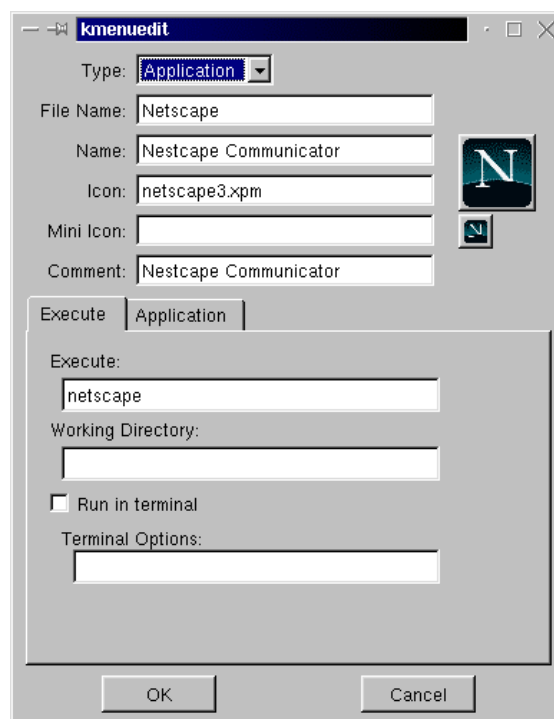 kmenuedit
Type: Application
File Name: Netscape
Name: Nestcape Communicator
N
Icon: netscape3.xpm
Mini Icon:
N
Comment: Nestcape Communicator
Execute Application
Execute:
netscape
Working Directory:
Run in terminal
Terminal Options:
OK Cancel